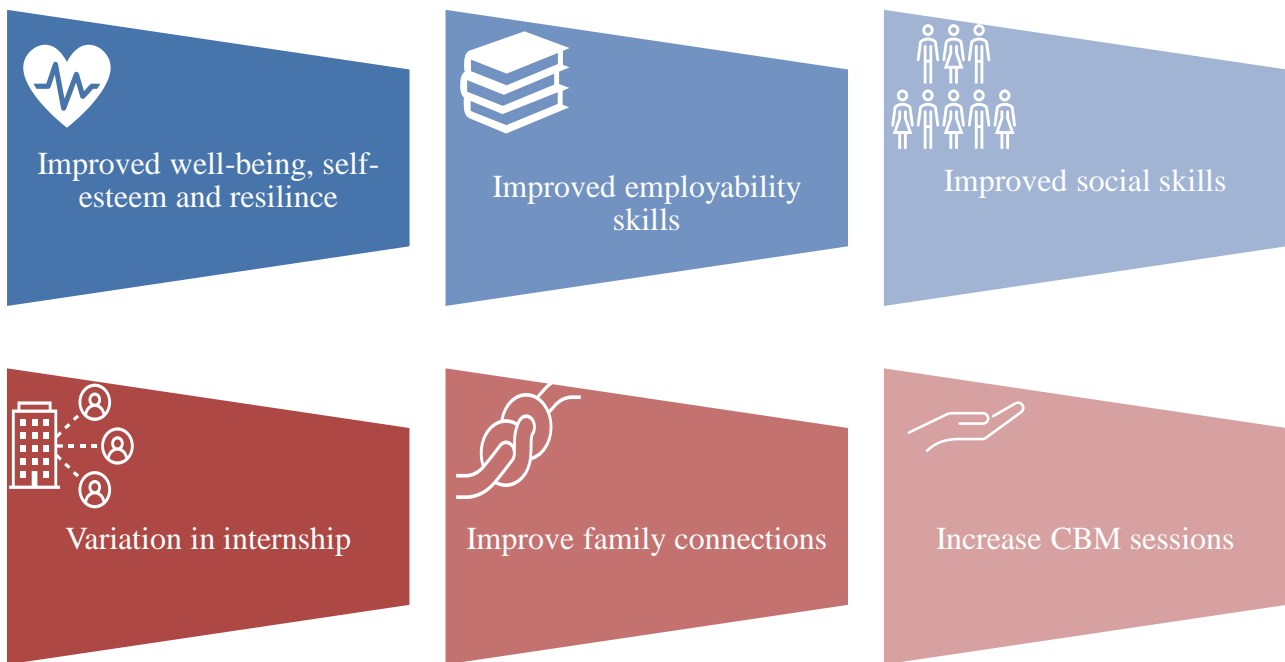 Improved well-being, self-
esteem and resilince
Improved employability
skills
Improved social skills
Variation in internship
Improve family connections
Increase CBM sessions